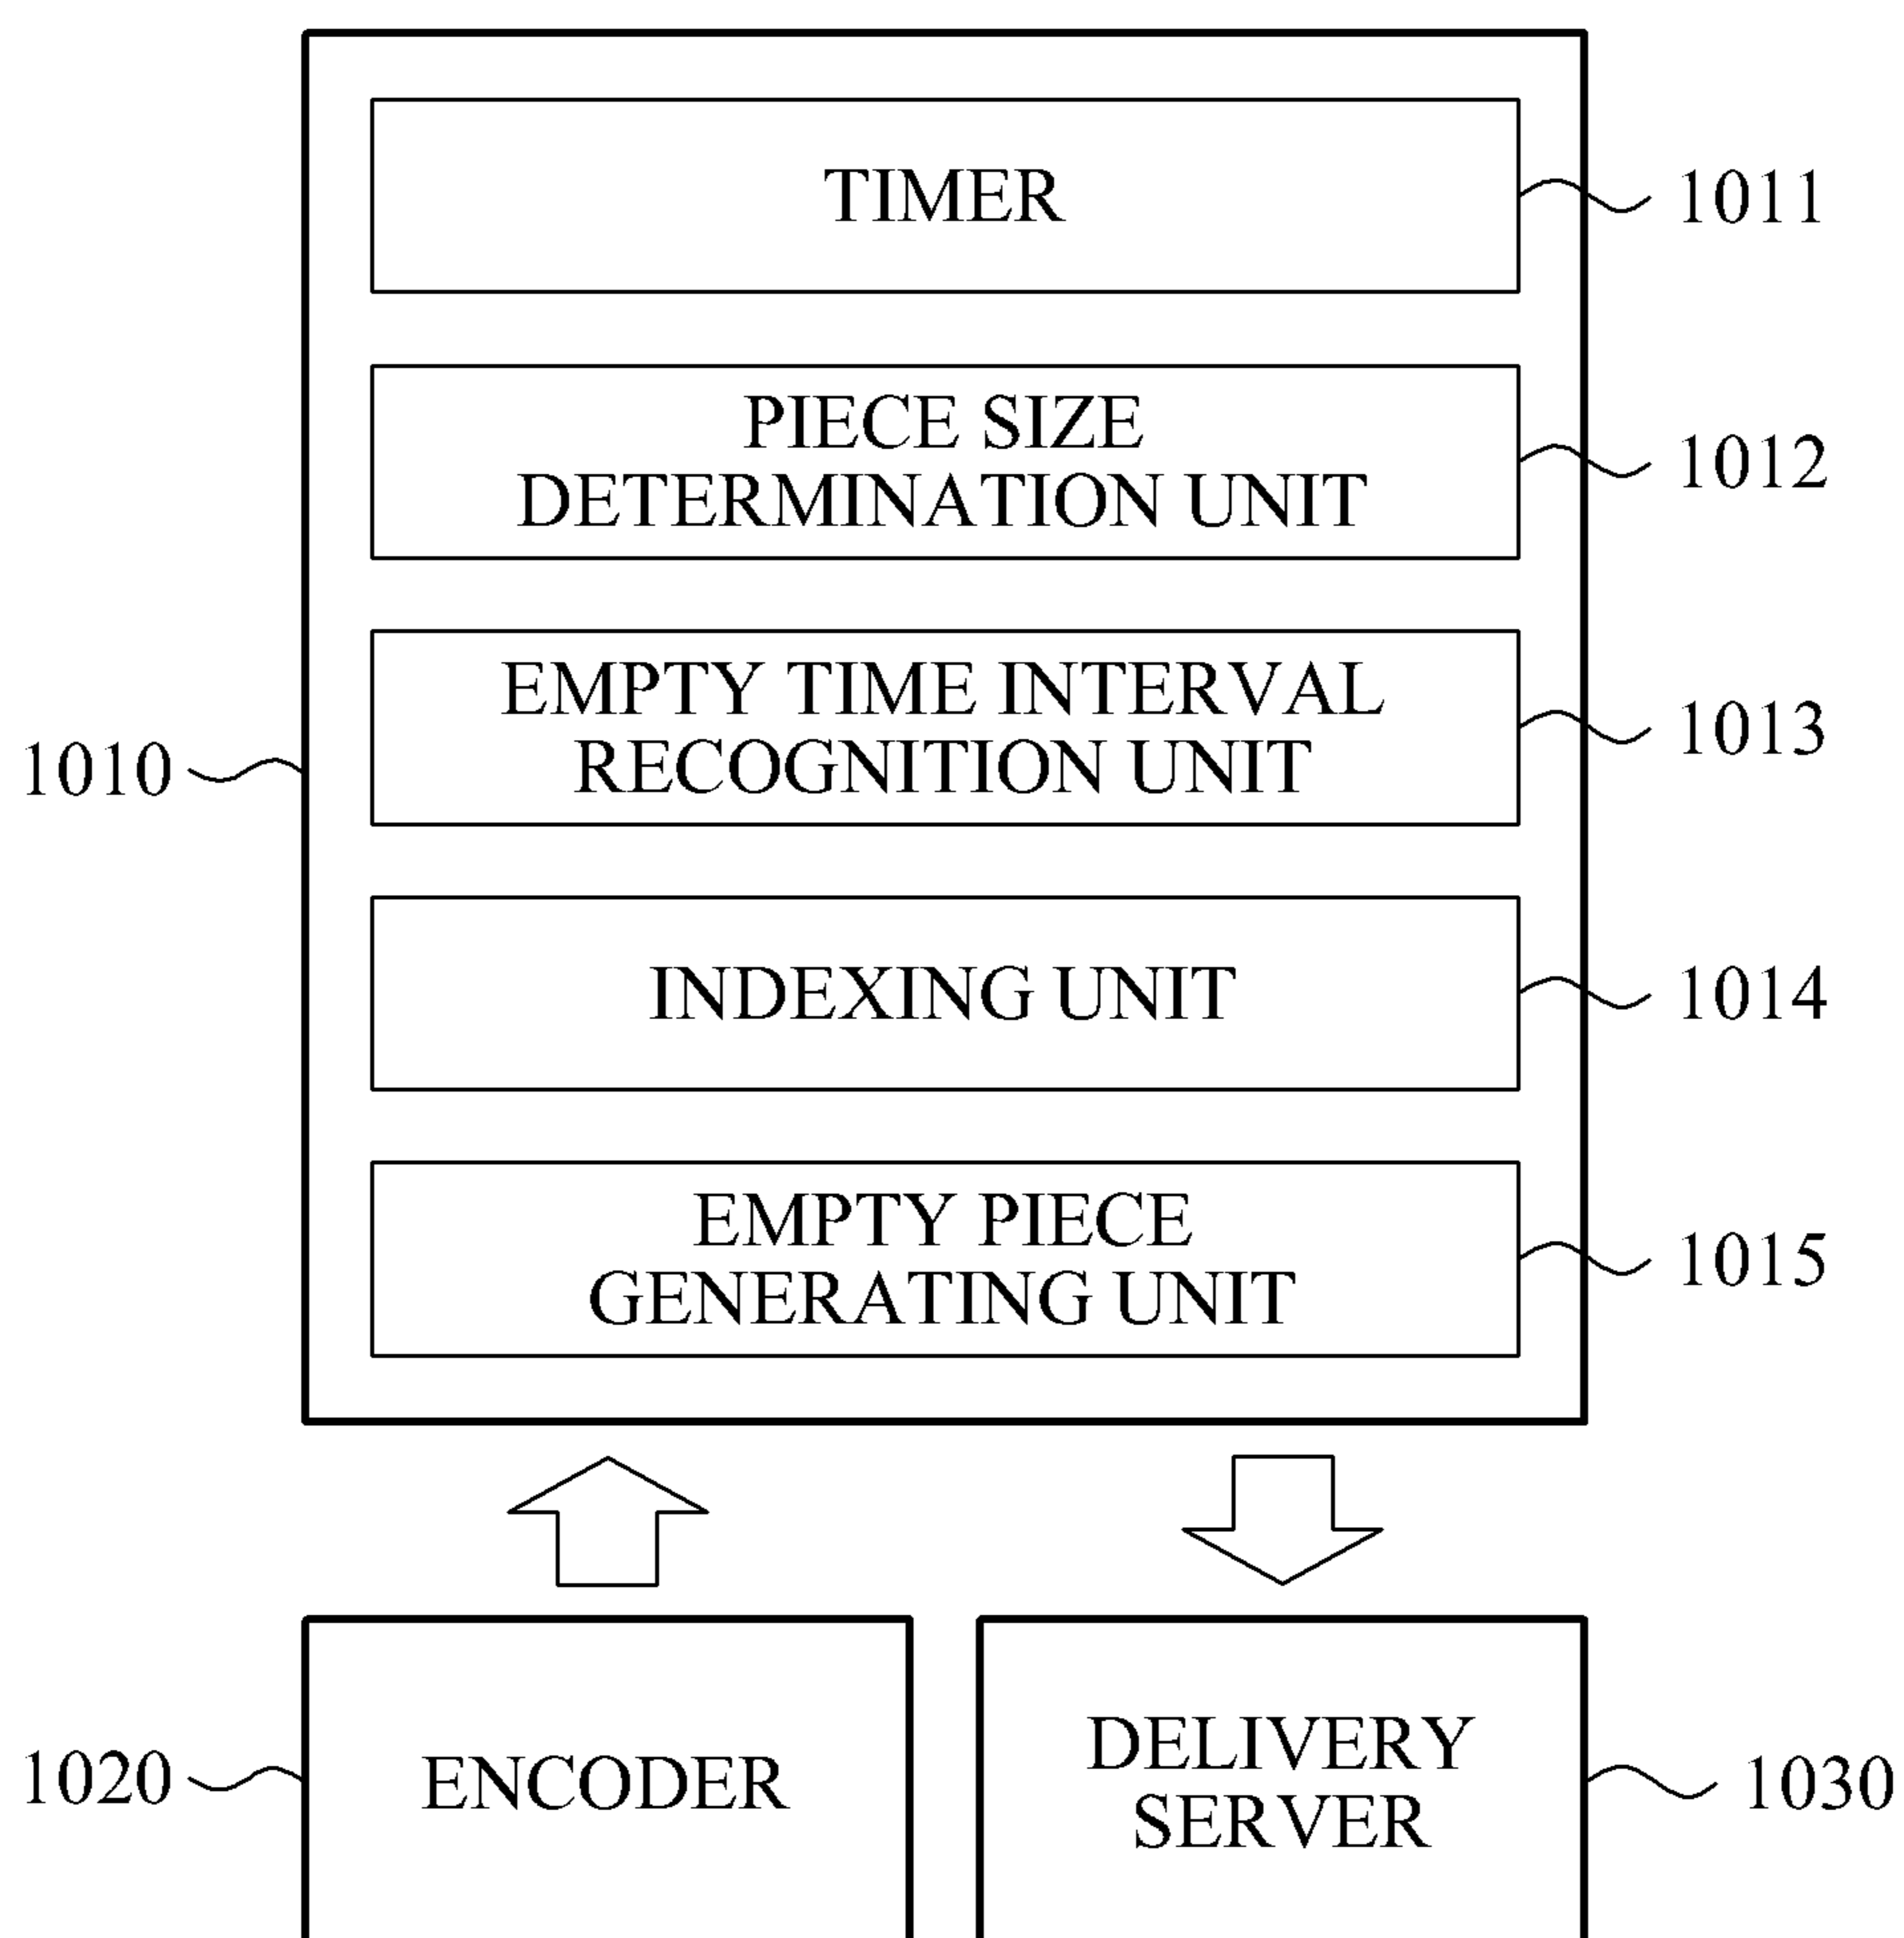 TIMER
1011
PIECE SIZE
DETERMINATION UNIT
1012
EMPTY TIME INTERVAL
RECOGNITION UNIT
1013
1010
INDEXING UNIT
1014
EMPTY PIECE
GENERATING UNIT
1015
1020
ENCODER
DELIVERY
SERVER
1030